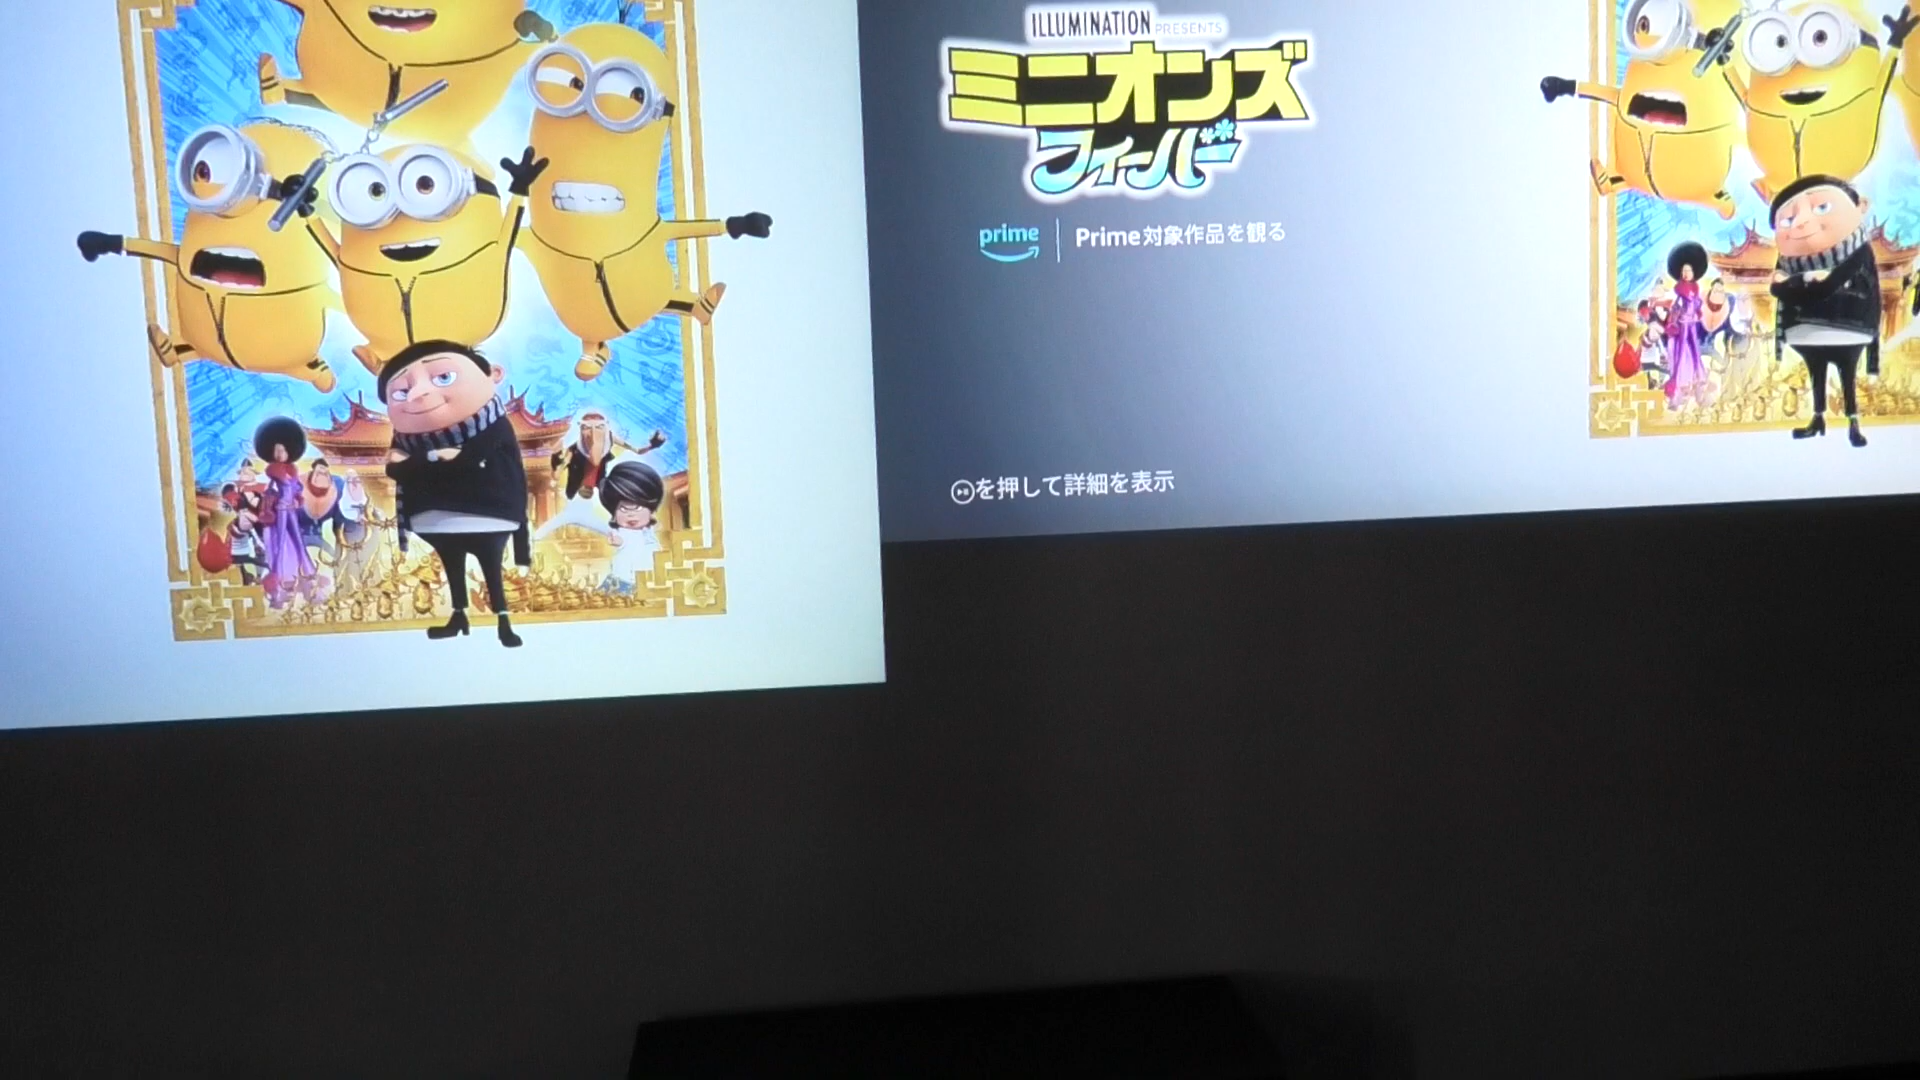 ILLUMINATION PRESENTS
ミニオンズ
フィーバー
prime
Prime対象作品を観る
を押して詳細を表示